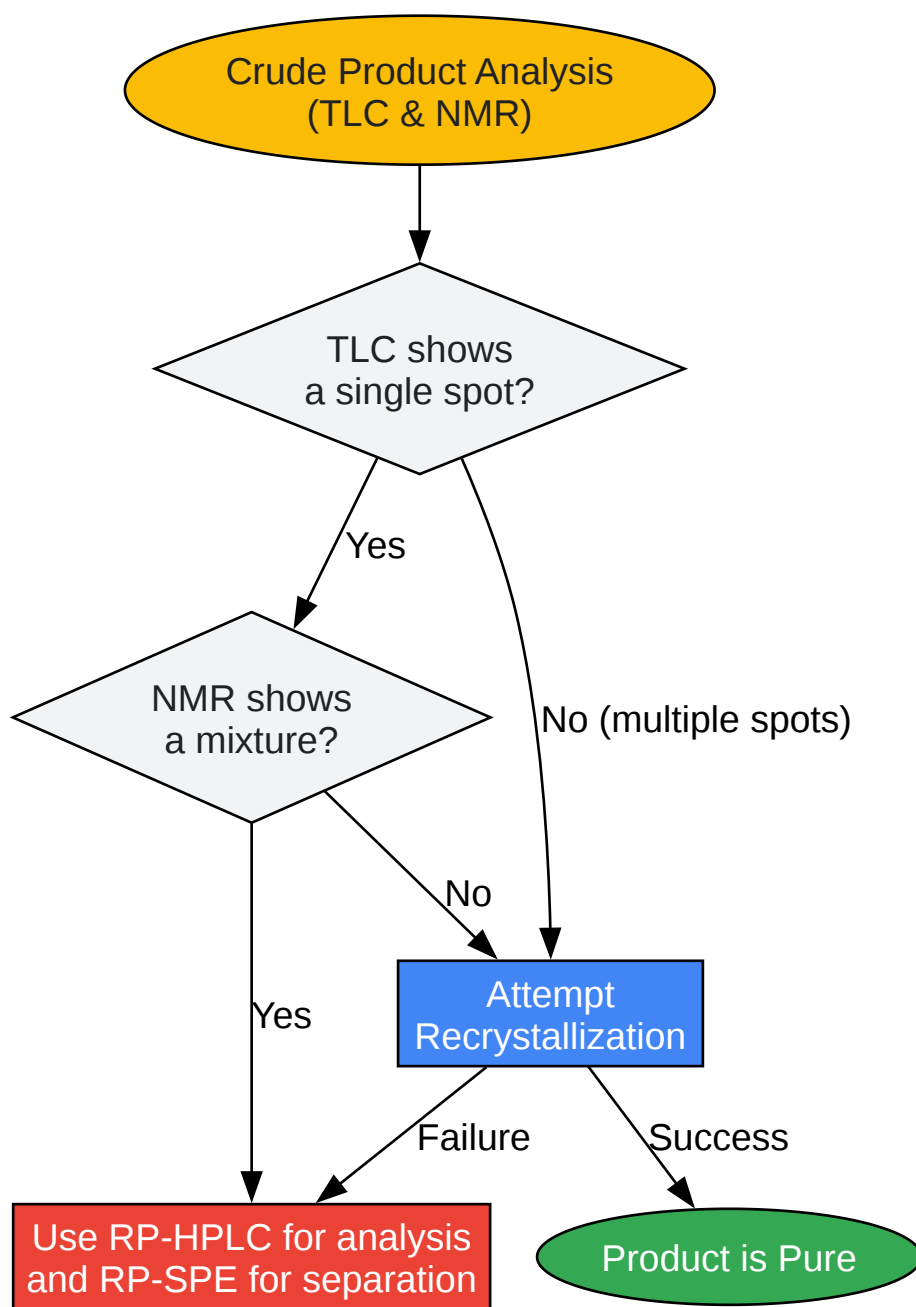 Crude Product Analysis
(TLC & NMR)
TLC shows
a single spot?
Yes
NMR shows
a mixture?
No (multiple spots)
No
Yes
Attempt
Recrystallization
Failure
Success
Use RP-HPLC for analysis
and RP-SPE for separation
Product is Pure